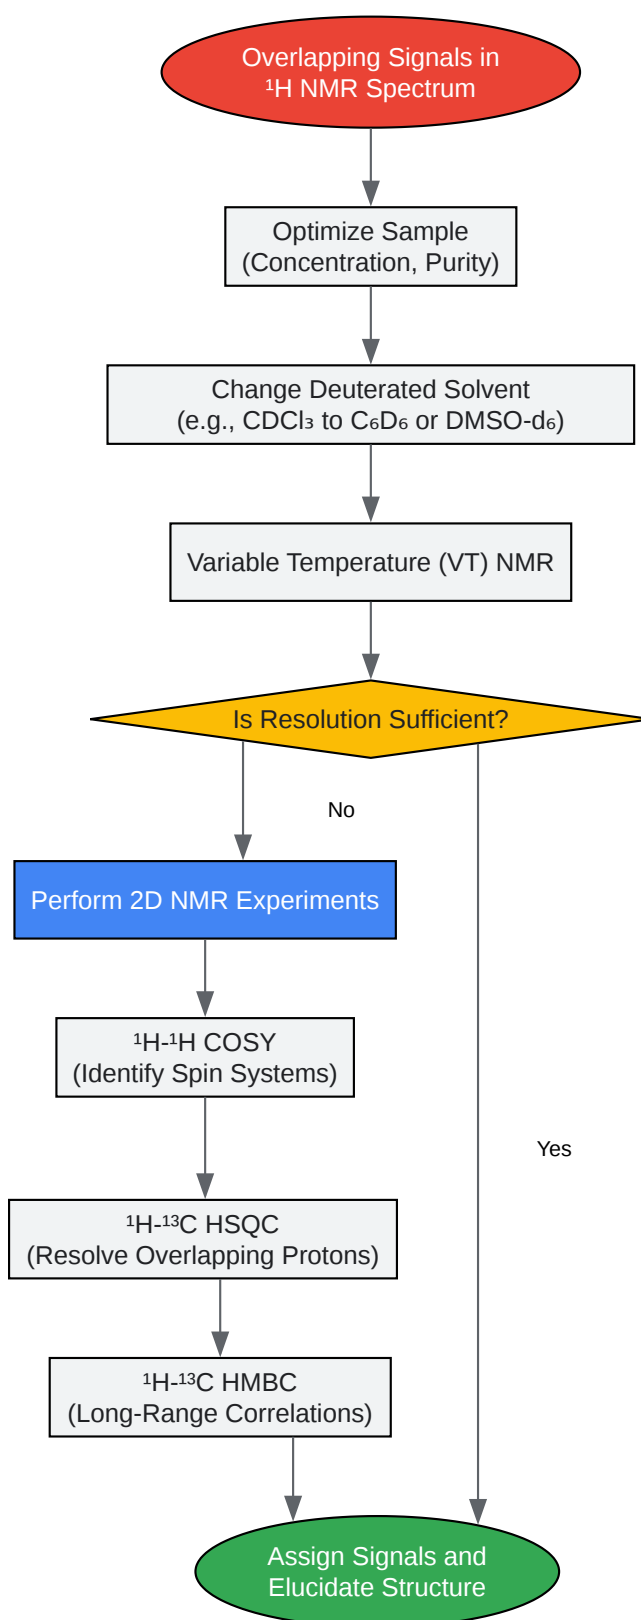 Overlapping Signals in
¹H NMR Spectrum
Optimize Sample
(Concentration, Purity)
Change Deuterated Solvent
(e.g., CDCl₃ to C₆D₆ or DMSO-d₆)
Variable Temperature (VT) NMR
Is Resolution Sufficient?
No
Perform 2D NMR Experiments
¹H-¹H COSY
(Identify Spin Systems)
Yes
¹H-¹³C HSQC
(Resolve Overlapping Protons)
¹H-¹³C HMBC
(Long-Range Correlations)
Assign Signals and
Elucidate Structure